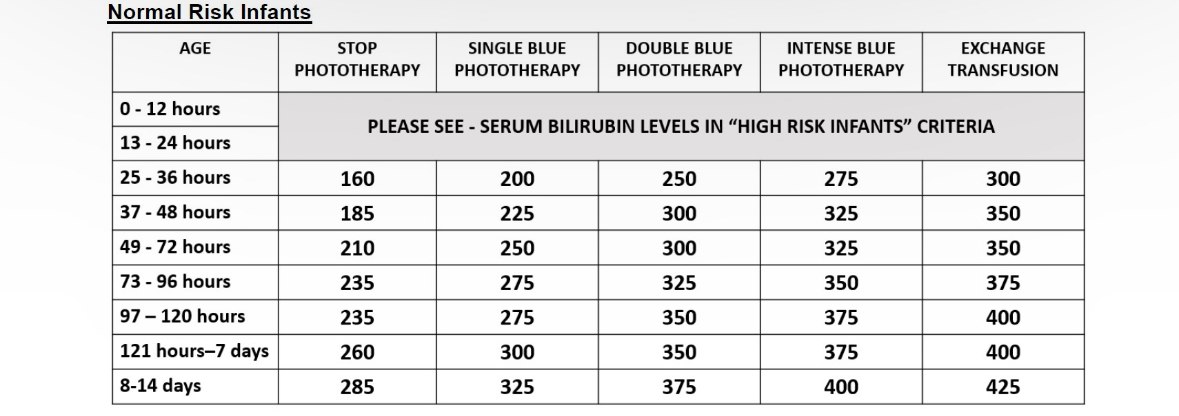 Normal Risk Infants
AGE STOP PHOTOTHERAPY SINGLE BLUE PHOTOTHERAPY DOUBLE BLUE PHOTOTHERAPY INTENSE BLUE PHOTOTHERAPY EXCHANGE TRANSFUSION
0 - 12 hours
PLEASE SEE - SERUM BILIRUBIN LEVELS IN “HIGH RISK INFANTS” CRITERIA
13 - 24 hours
25 - 36 hours 160 200 250 275 300
37 - 48 hours 185 225 300 325 350
49 - 72 hours 210 250 300 325 350
73 - 96 hours 235 275 325 350 375
97 – 120 hours 235 275 350 375 400
121 hours–7 days 260 300 350 375 400
8-14 days 285 325 375 400 425